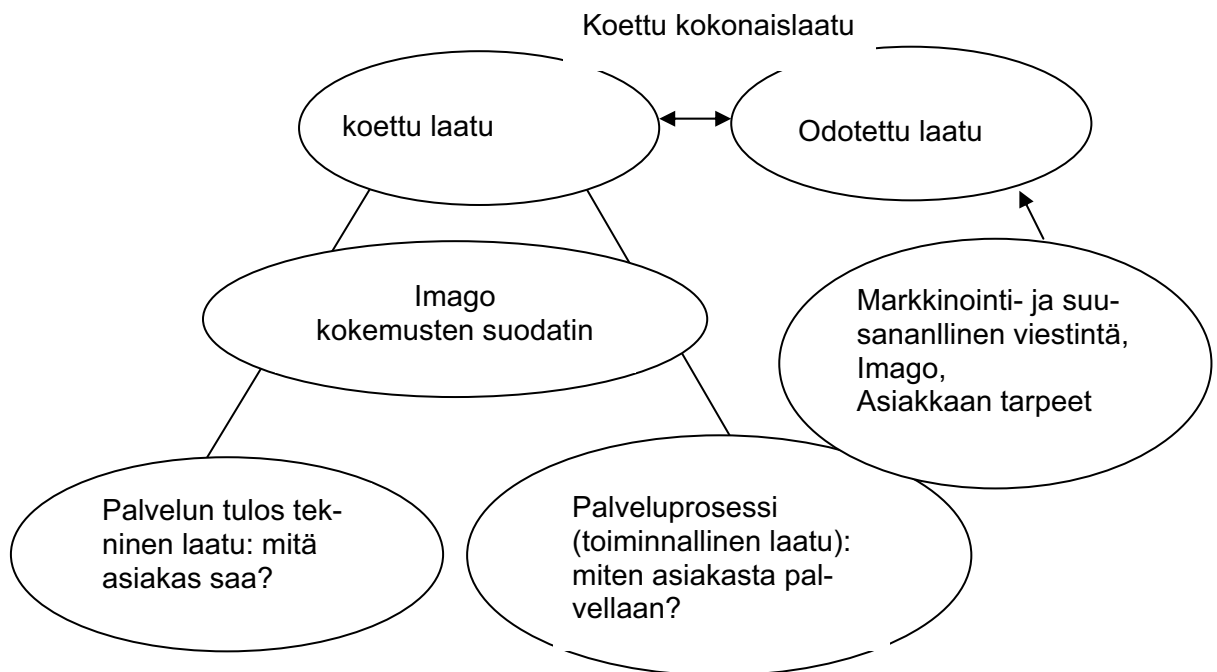 Koettu kokonaislaatu
koettu laatu
Odotettu laatu
Imago
kokemusten suodatin
Markkinointi- ja suu-
sananllinen viestintä,
Imago,
Asiakkaan tarpeet
Palvelun tulos tek-
ninen laatu: mitä
asiakas saa?
Palveluprosessi
(toiminnallinen laatu):
miten asiakasta pal-
vellaan?